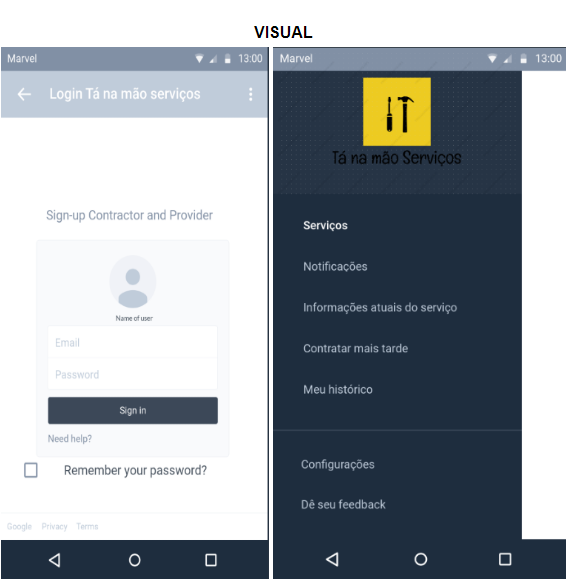 VISUAL
Marvel 13:00
Login Tá na mão serviços
Sign-up Contractor and Provider
Name of user
Email
Password
Sign in
Need help?
Remember your password?
Google Privacy Terms
Marvel 13:00
Tá na mão Serviços
Serviços
Notificações
Informações atuais do serviço
Contratar mais tarde
Meu histórico
Configurações
Dê seu feedback